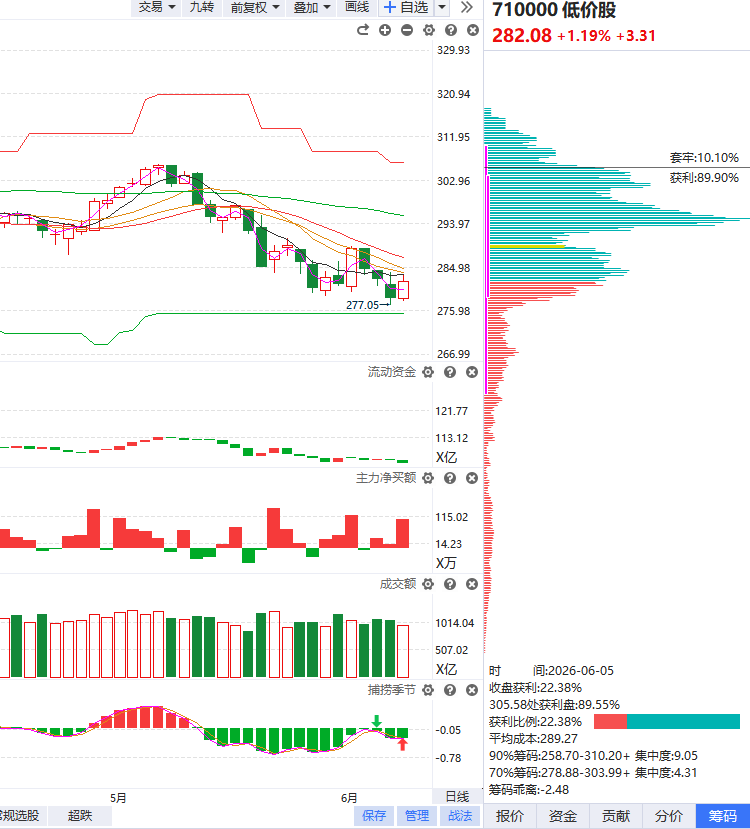 交易 九转 前复权 叠加 画线 自选
710000 低价股
282.08 +1.19% +3.31
329.93
320.94
311.95
302.96
293.97
284.98
275.98
266.99
277.05
套牢:10.10%
获利:89.90%
流动资金
121.77
113.12
X亿
主力净买额
115.02
14.23
X万
成交额
1014.04
507.02
X亿
捕捞季节
-0.05
-0.78
5月 6月 日线
常规选股 超跌 保存 管理 战法
时 间:2026-06-05
收盘获利:22.38%
305.58处获利盘:89.55%
获利比例:22.38%
平均成本:289.27
90%筹码:258.70-310.20+ 集中度:9.05
70%筹码:278.88-303.99+ 集中度:4.31
筹码乖离:-2.48
报价 资金 贡献 分价 筹码